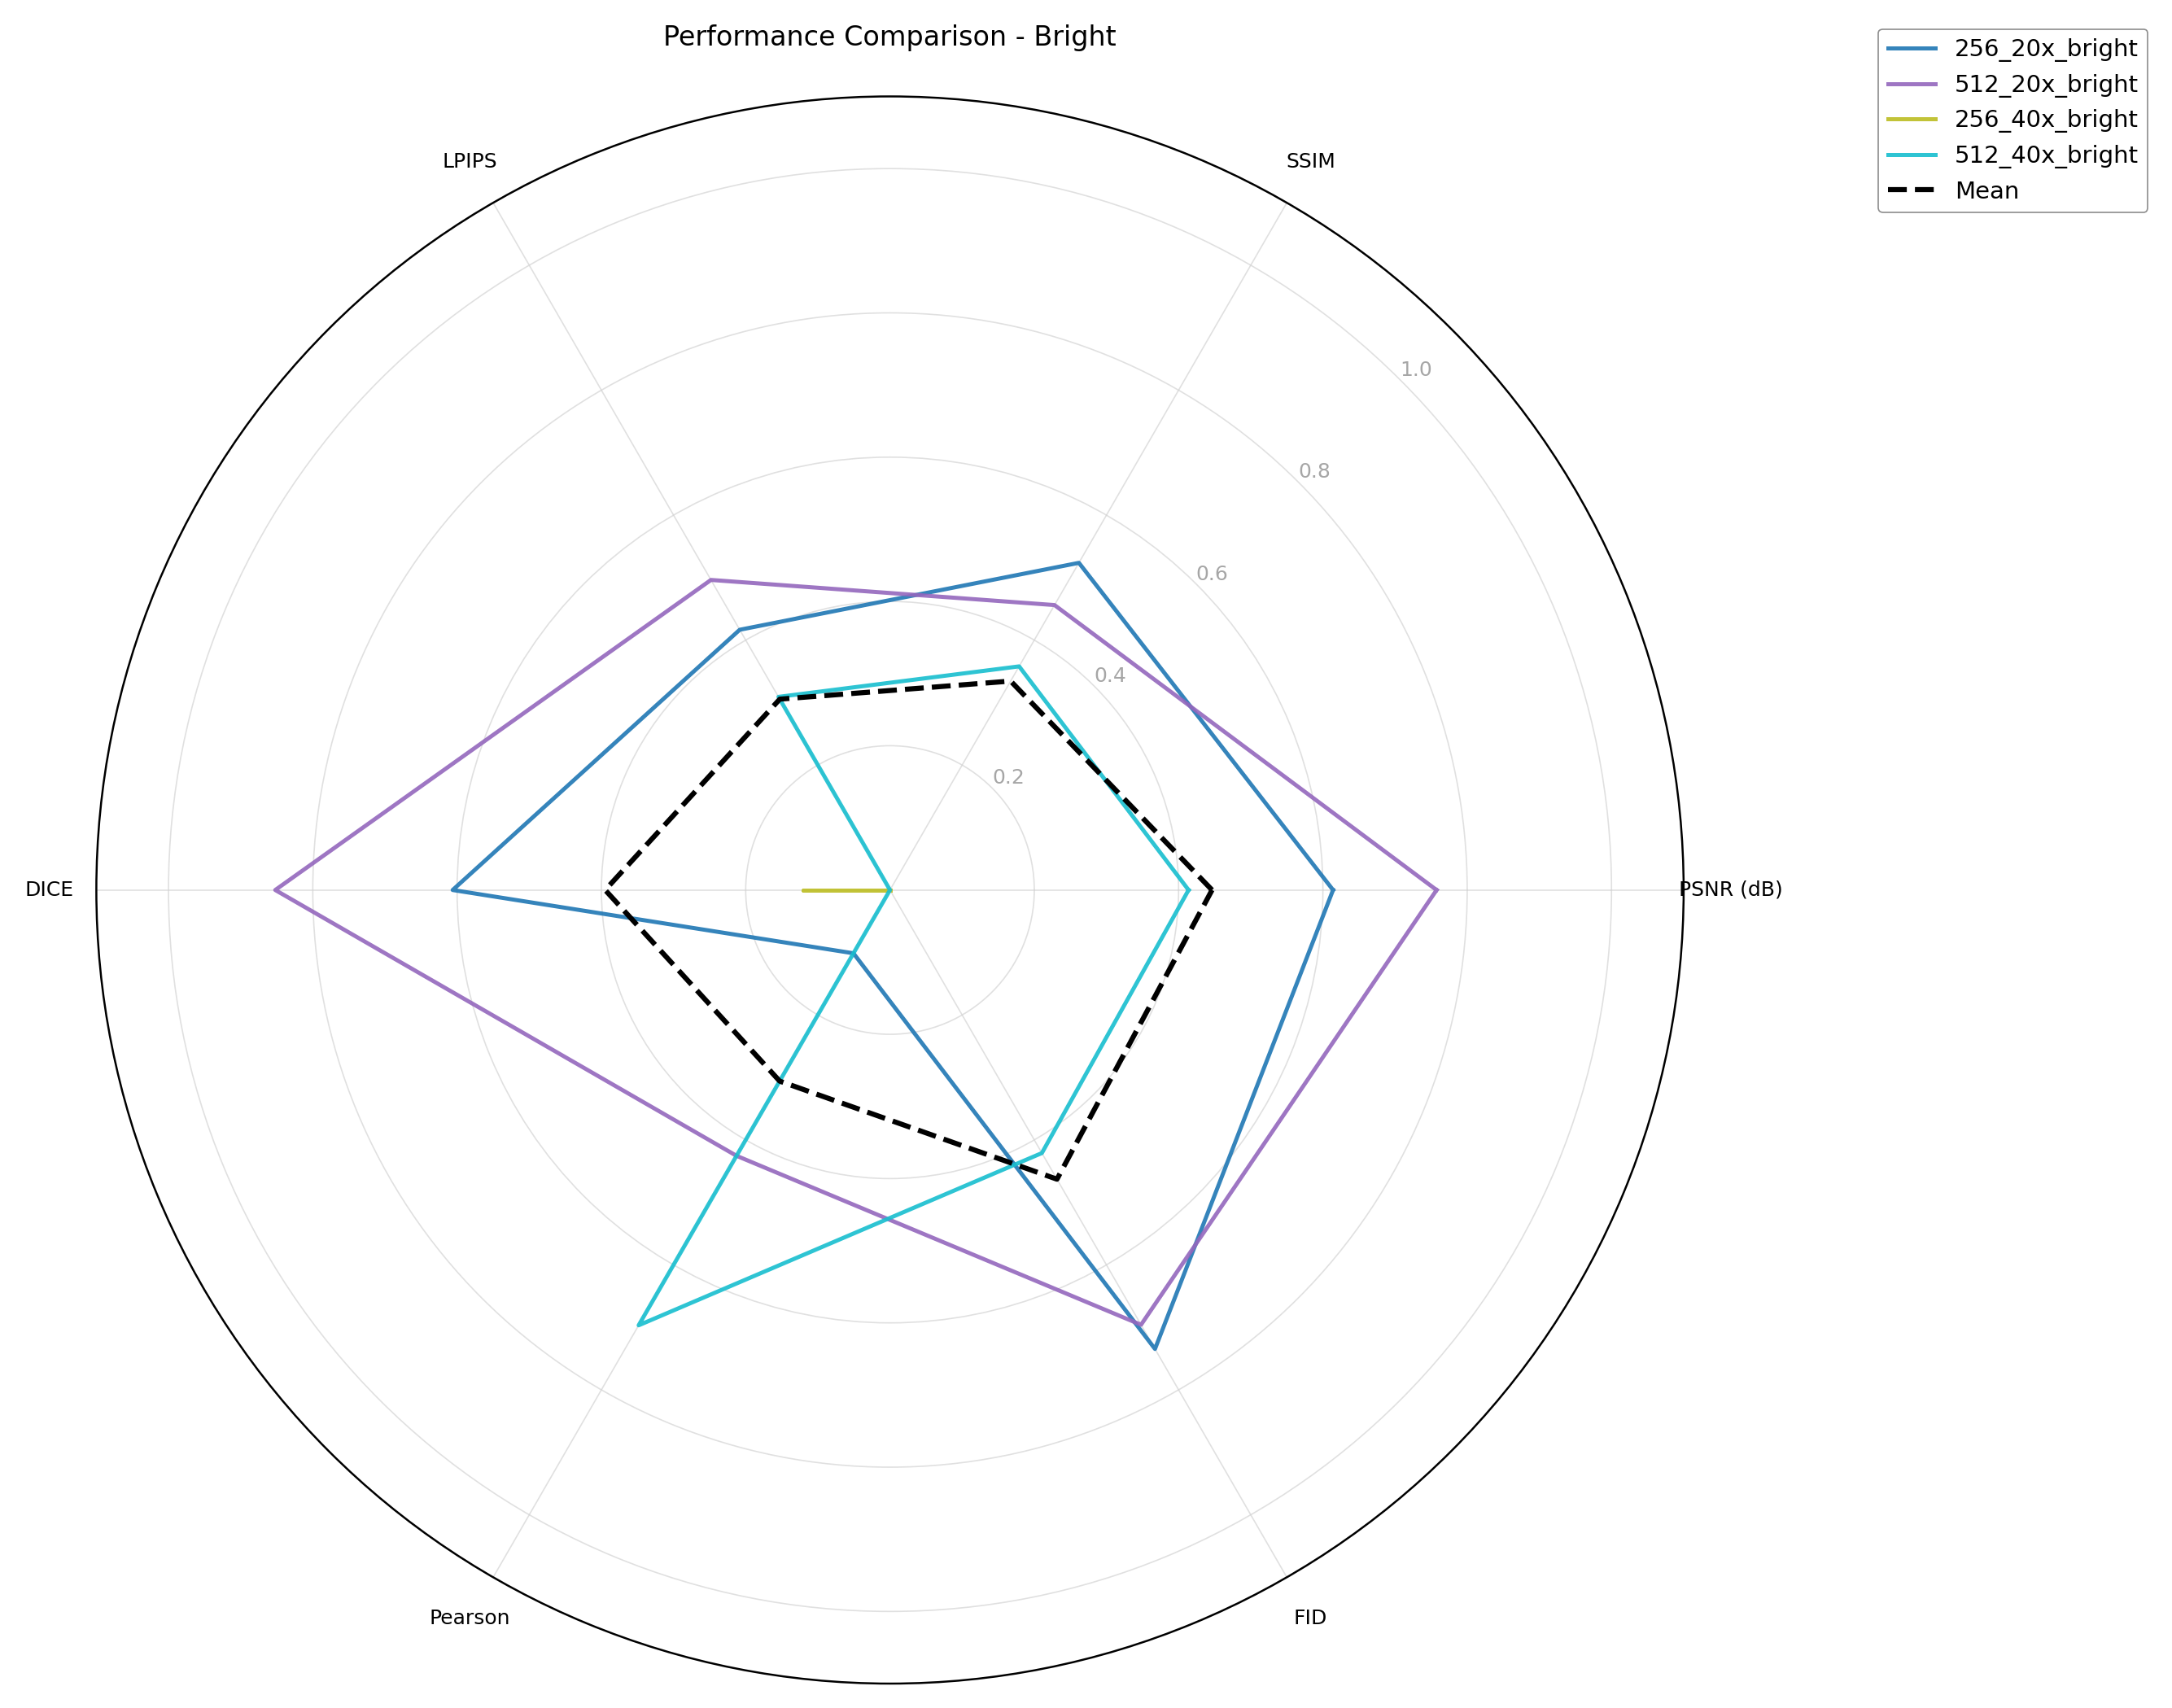 Performance Comparison - Bright
256_20x_bright
512_20x_bright
256_40x_bright
512_40x_bright
Mean
LPIPS
SSIM
1.0
0.8
0.6
0.4
0.2
DICE
PSNR (dB)
Pearson
FID